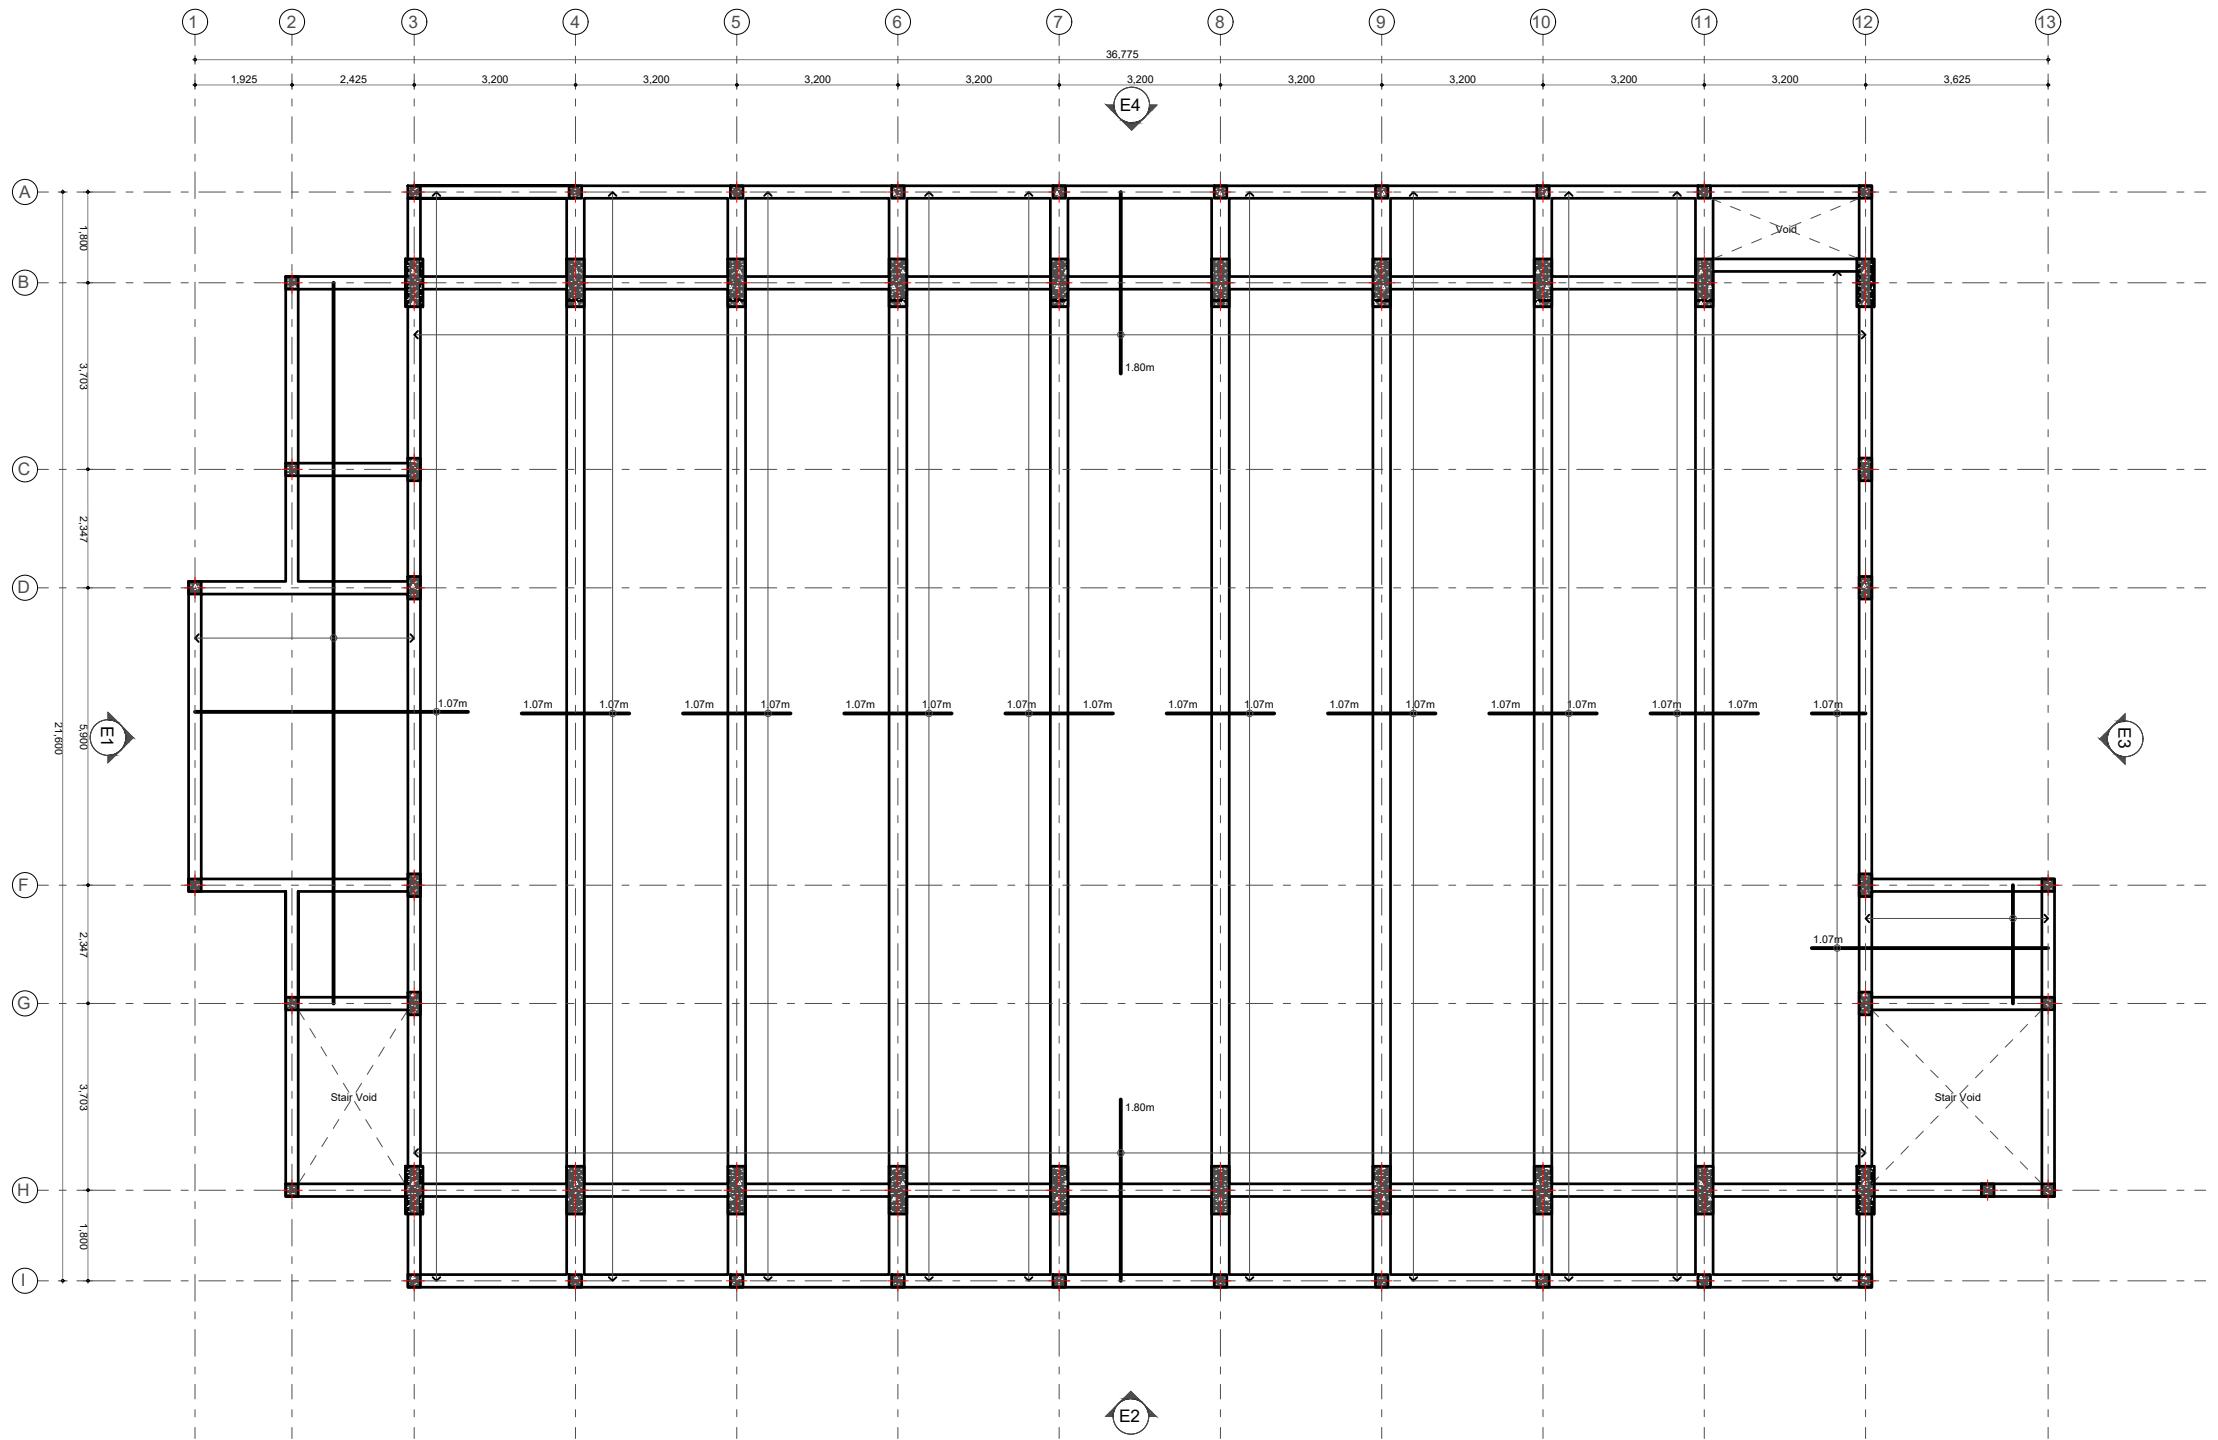 1 2 3 4 5 6 7 8 9 10 11 12 13
36,775
1,925 2,425 3,200 3,200 3,200 3,200 3,200 3,200 3,200 3,200 3,200 3,625
E4
A
1,800
Void
B
3,703
1.80m
C
2,347
D
1.07m 1.07m 1.07m 1.07m 1.07m 1.07m 1.07m 1.07m 1.07m 1.07m 1.07m 1.07m 1.07m 1.07m 1.07m 1.07m 1.07m 1.07m
E1
21,600
5,900
E3
F
2,347
1.07m
G
3,703
Stair Void
1.80m
Stair Void
H
1,800
I
E2